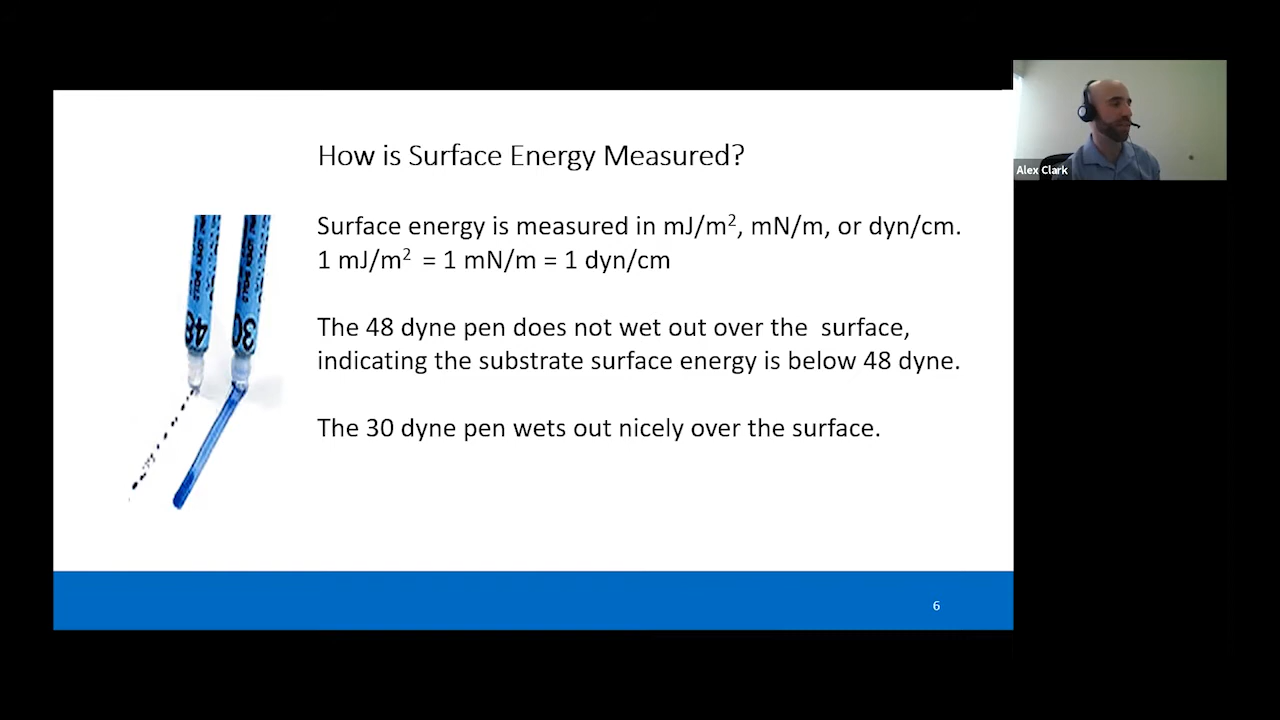 How is Surface Energy Measured?
Surface energy is measured in mJ/m², mN/m, or dyn/cm.
1 mJ/m² = 1 mN/m = 1 dyn/cm
The 48 dyne pen does not wet out over the surface,
indicating the substrate surface energy is below 48 dyne.
The 30 dyne pen wets out nicely over the surface.
48
30
6
Alex Clark